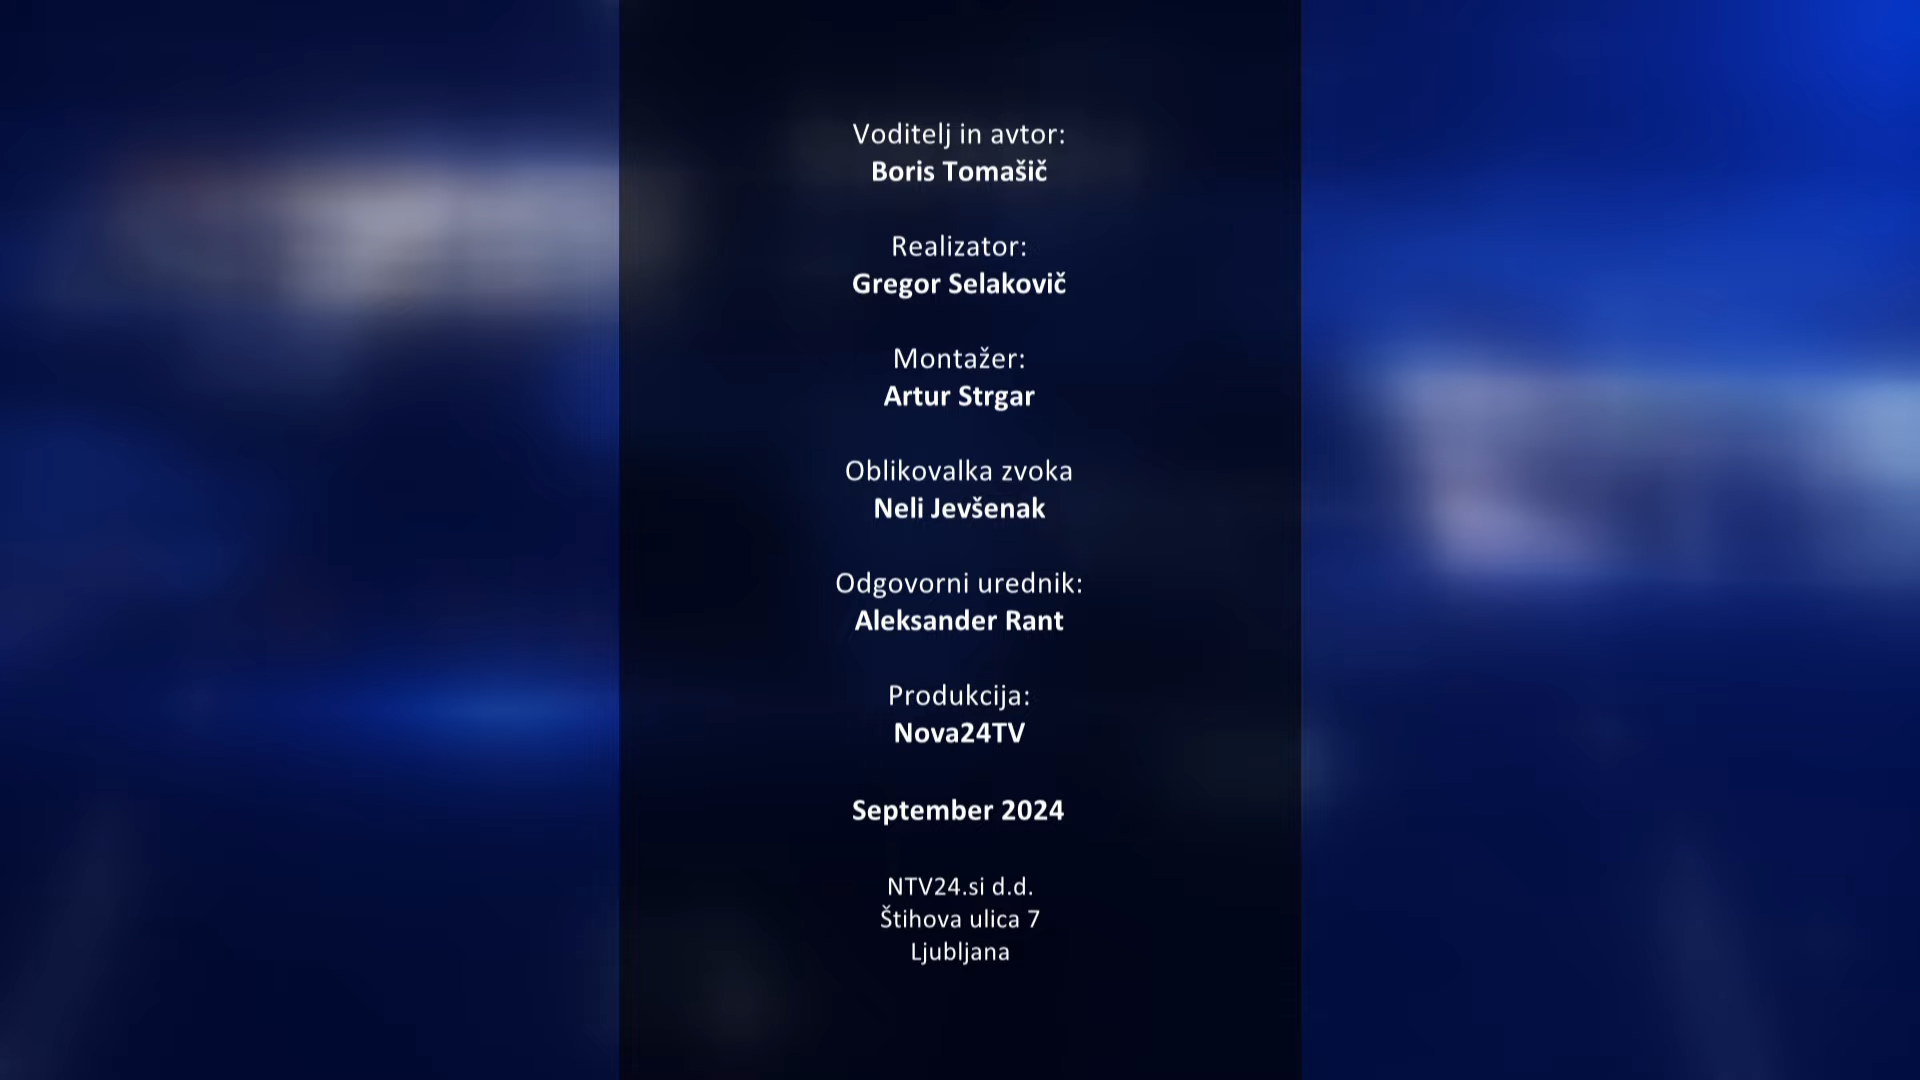 Voditelj in avtor:
Boris Tomašič
Realizator:
Gregor Selakovič
Montažer:
Artur Strgar
Oblikovalka zvoka
Neli Jevšenak
Odgovorni urednik:
Aleksander Rant
Produkcija:
Nova24TV
September 2024
NTV24.si d.d.
Štihova ulica 7
Ljubljana